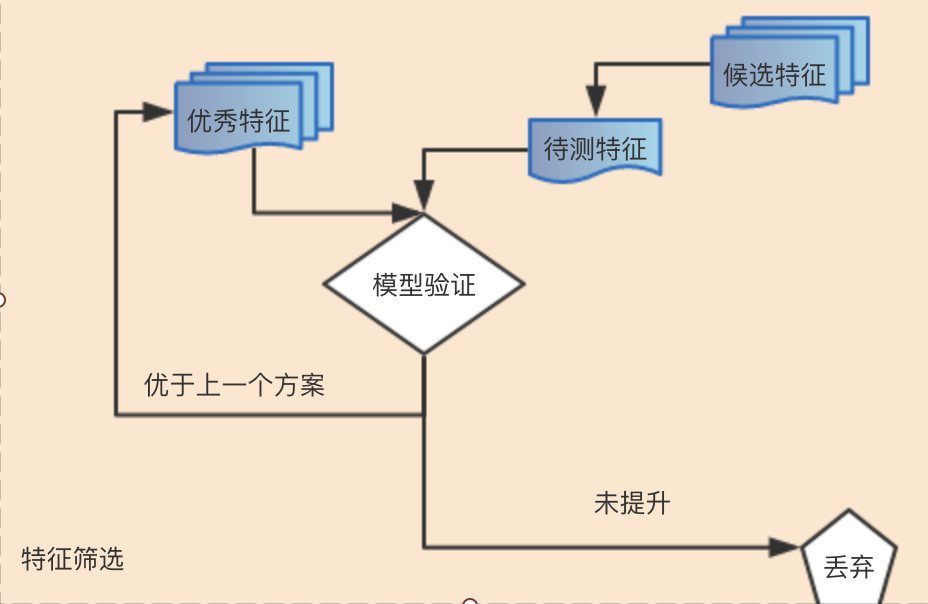 候选特征
优秀特征
待测特征
模型验证
优于上一个方案
未提升
特征筛选
丢弃